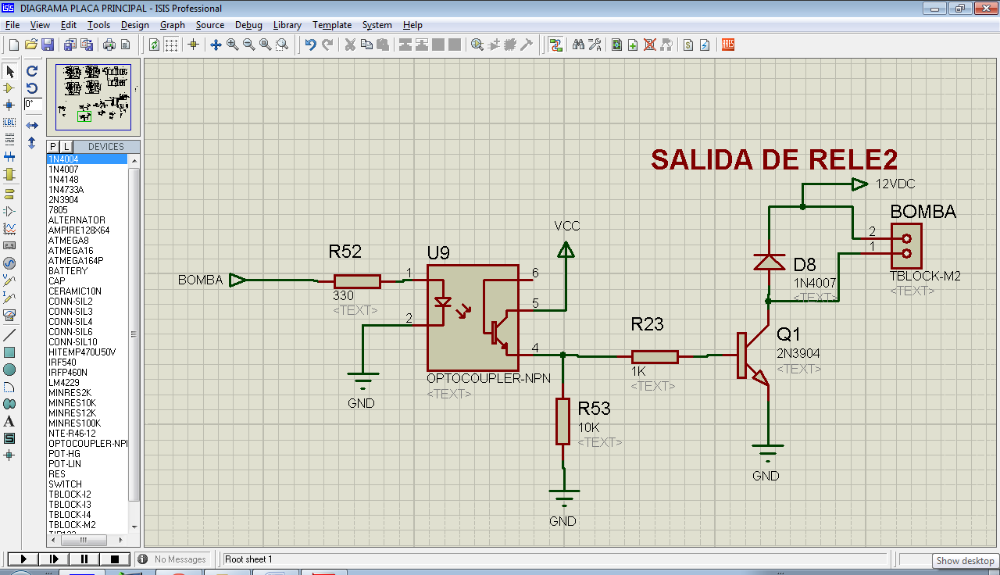 DIAGRAMA PLACA PRINCIPAL - ISIS Professional
File View Edit Tools Design Graph Source Debug Library Template System Help
0°
LBL
A
S
P L DEVICES
1N4004
1N4007
1N4148
1N4733A
2N3904
7805
ALTERNATOR
AMPIRE128X64
ATMEGA8
ATMEGA16
ATMEGA164P
BATTERY
CAP
CERAMIC10N
CONN-SIL2
CONN-SIL3
CONN-SIL4
CONN-SIL6
CONN-SIL10
HITEMP470U50V
IRF540
IRFP460N
LM4229
MINRES2K
MINRES10K
MINRES12K
MINRES100K
NTE-R46-12
OPTOCOUPLER-NPN
POT-HG
POT-LIN
RES
SWITCH
TBLOCK-I2
TBLOCK-I3
TBLOCK-I4
TBLOCK-M2
SALIDA DE RELE2
12VDC
BOMBA
2
1
TBLOCK-M2
<TEXT>
D8
1N4007
<TEXT>
VCC
R52
330
<TEXT>
BOMBA
U9
1
2
6
5
4
OPTOCOUPLER-NPN
<TEXT>
GND
R23
1K
<TEXT>
Q1
2N3904
<TEXT>
R53
10K
<TEXT>
GND
GND
No Messages
Root sheet 1
Show desktop